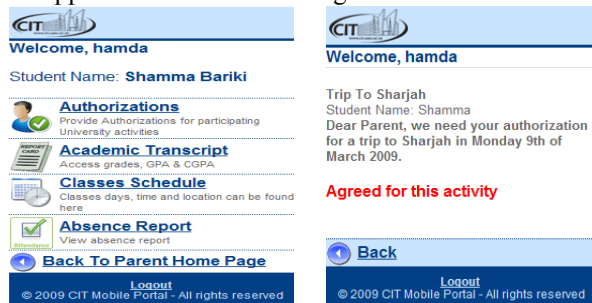 CIT
Welcome, hamda
Student Name: Shamma Bariki
Authorizations
Provide Authorizations for participating
University activities
REPORT
CARD
Academic Transcript
Access grades, GPA & CGPA
Classes Schedule
Classes days, time and location can be found
here
Attendance
Absence Report
View absence report
Back To Parent Home Page
Logout
© 2009 CIT Mobile Portal - All rights reserved
CIT
Welcome, hamda
Trip To Sharjah
Student Name: Shamma
Dear Parent, we need your authorization
for a trip to Sharjah in Monday 9th of
March 2009.
Agreed for this activity
Back
Logout
© 2009 CIT Mobile Portal - All rights reserved